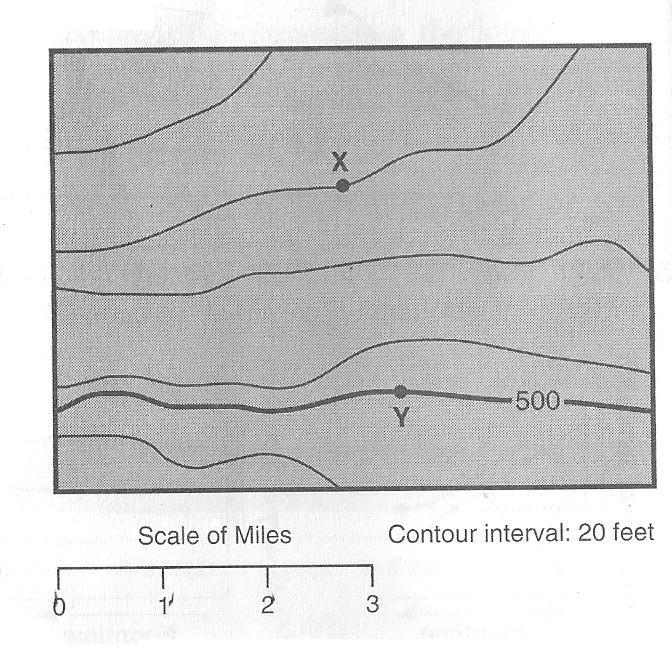 X
500
Y
Scale of Miles
Contour interval: 20 feet
0 1 2 3